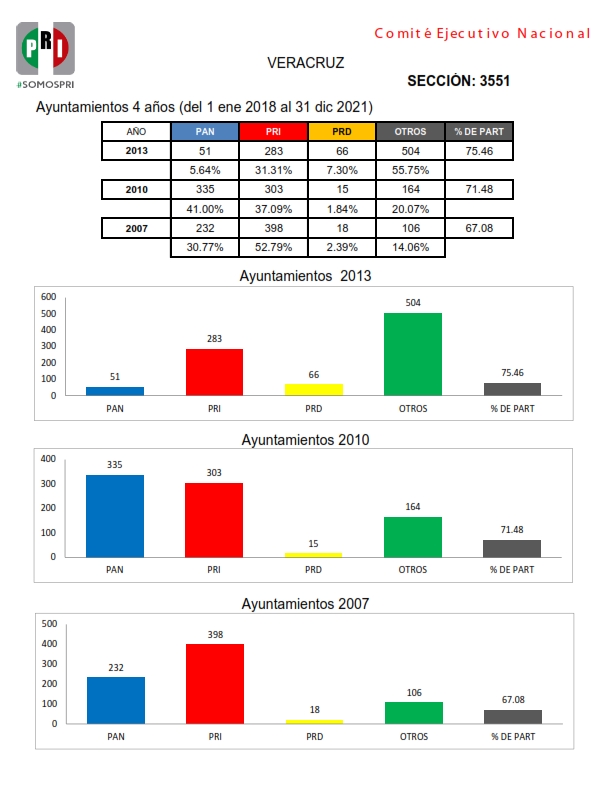 Comité Ejecutivo Nacional
PRI
#SOMOSPRI
VERACRUZ
SECCIÓN: 3551
Ayuntamientos 4 años (del 1 ene 2018 al 31 dic 2021)
AÑO PAN PRI PRD OTROS % DE PART
2013 51 283 66 504 75.46
5.64% 31.31% 7.30% 55.75%
2010 335 303 15 164 71.48
41.00% 37.09% 1.84% 20.07%
2007 232 398 18 106 67.08
30.77% 52.79% 2.39% 14.06%
Ayuntamientos 2013
600
500
400
300
200
100
0
51 283 66 504 75.46
PAN PRI PRD OTROS % DE PART
Ayuntamientos 2010
400
300
200
100
0
335 303 15 164 71.48
PAN PRI PRD OTROS % DE PART
Ayuntamientos 2007
500
400
300
200
100
0
232 398 18 106 67.08
PAN PRI PRD OTROS % DE PART